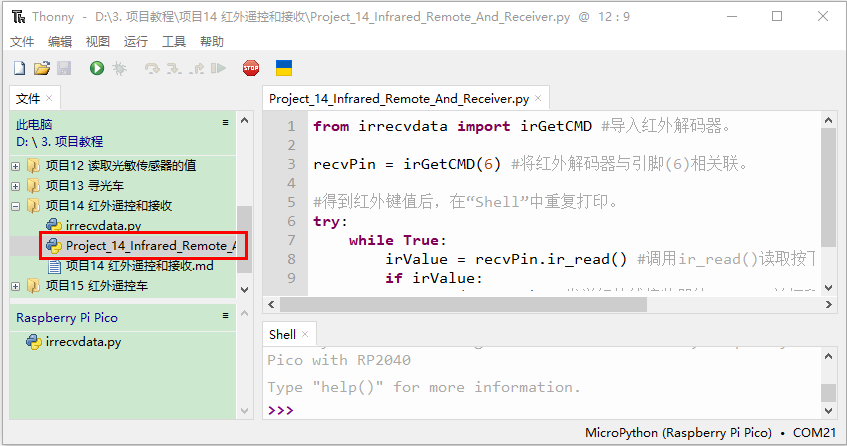 Thonny - D:\3. 项目教程\项目14 红外遥控和接收\Project_14_Infrared_Remote_And_Receiver.py @ 12 : 9
文件 编辑 视图 运行 工具 帮助
STOP
文件 ×
此电脑
D: \ 3. 项目教程
项目12 读取光敏传感器的值
项目13 寻光车
项目14 红外遥控和接收
irrecvdata.py
Project_14_Infrared_Remote_A
项目14 红外遥控和接收.md
项目15 红外遥控车
Raspberry Pi Pico
irrecvdata.py
Project_14_Infrared_Remote_And_Receiver.py ×
1 from irrecvdata import irGetCMD #导入红外解码器。
2
3 recvPin = irGetCMD(6) #将红外解码器与引脚(6)相关联。
4
5 #得到红外键值后，在“Shell”中重复打印。
6 try:
7 while True:
8 irValue = recvPin.ir_read() #调用ir_read()读取按下
9 if irValue:
Shell ×
Pico with RP2040
Type "help()" for more information.
>>>
MicroPython (Raspberry Pi Pico) • COM21